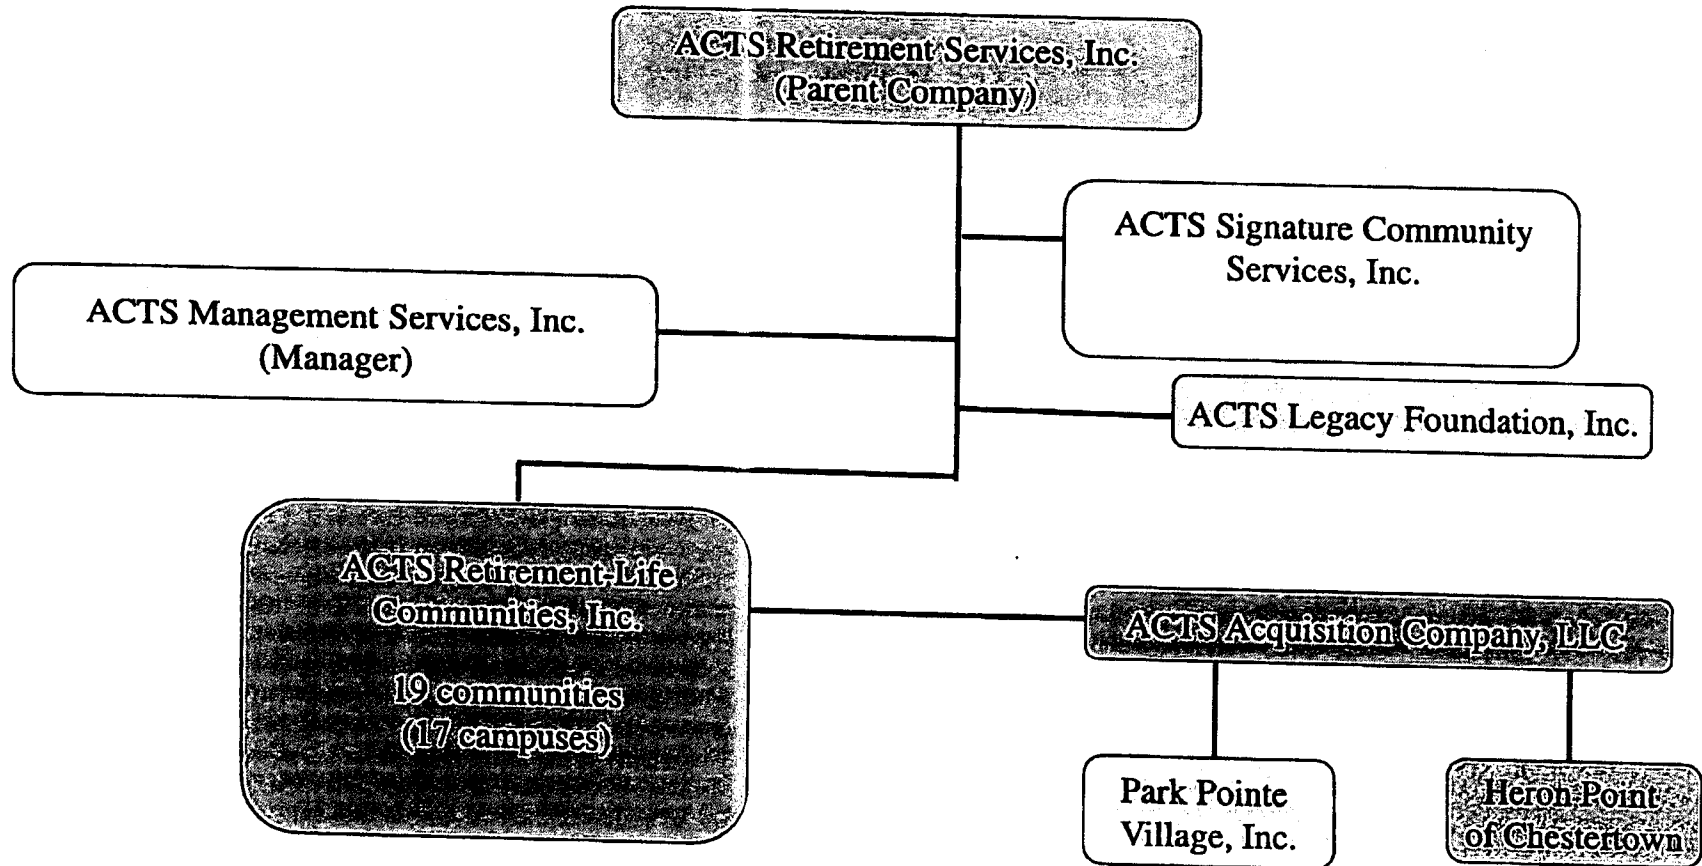 ACTS Retirement Services, Inc.
(Parent Company)
ACTS Signature Community
Services, Inc.
ACTS Management Services, Inc.
(Manager)
ACTS Legacy Foundation, Inc.
ACTS Retirement-Life
Communities, Inc.
19 communities
(17 campuses)
ACTS Acquisition Company, LLC
Park Pointe
Village, Inc.
Heron Point
of Chestertown